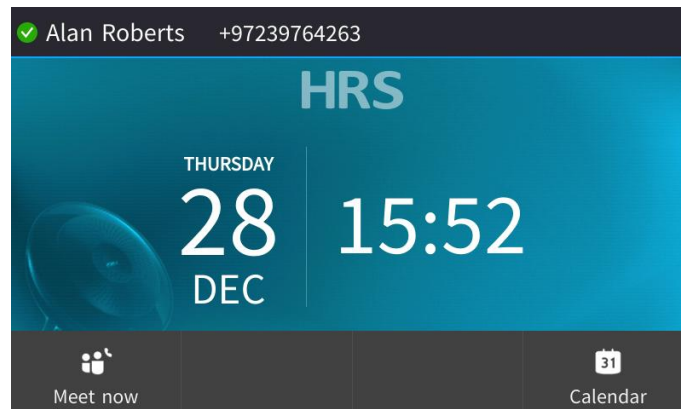 Alan Roberts +97239764263
HRS
THURSDAY
28
DEC
15:52
31
Meet now
Calendar